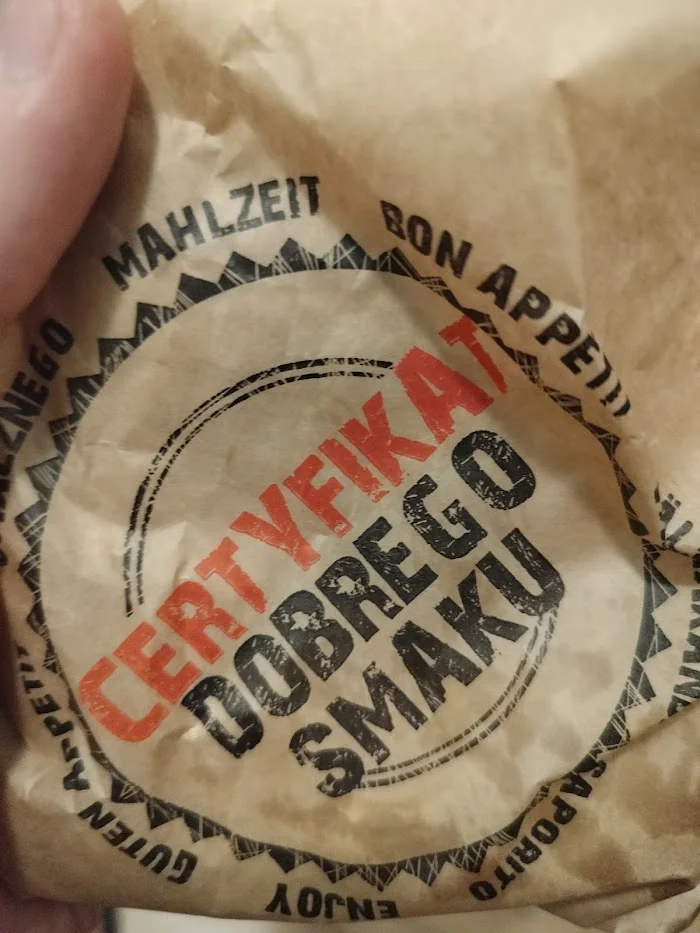 MAHLZEIT
BON APPETIT
CERTYFIKAT
DOBREGO
SMAKU
SAPORITO
ENJOY
GUTEN APPETIT